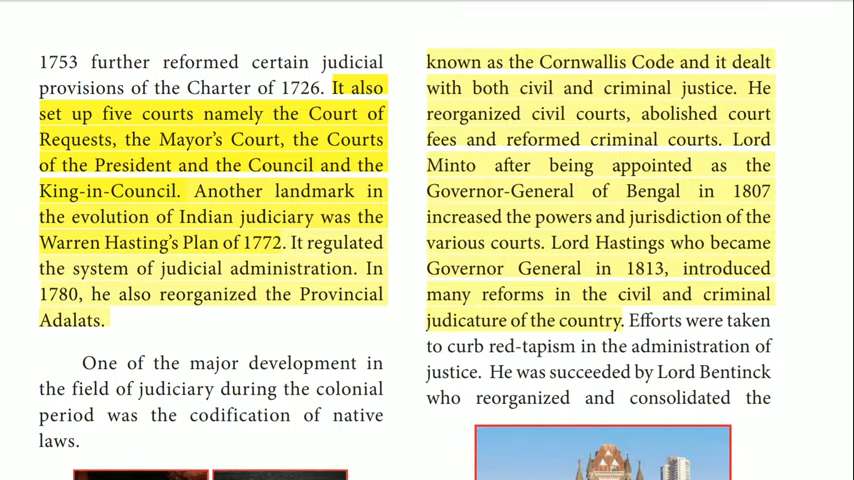 1753 further reformed certain judicial
provisions of the Charter of 1726. It also
set up five courts namely the Court of
Requests, the Mayor's Court, the Courts
of the President and the Council and the
King-in-Council. Another landmark in
the evolution of Indian judiciary was the
Warren Hasting's Plan of 1772. It regulated
the system of judicial administration. In
1780, he also reorganized the Provincial
Adalats.
One of the major development in
the field of judiciary during the colonial
period was the codification of native
laws.
known as the Cornwallis Code and it dealt
with both civil and criminal justice. He
reorganized civil courts, abolished court
fees and reformed criminal courts. Lord
Minto after being appointed as the
Governor-General of Bengal in 1807
increased the powers and jurisdiction of the
various courts. Lord Hastings who became
Governor General in 1813, introduced
many reforms in the civil and criminal
judicature of the country. Efforts were taken
to curb red-tapism in the administration of
justice. He was succeeded by Lord Bentinck
who reorganized and consolidated the